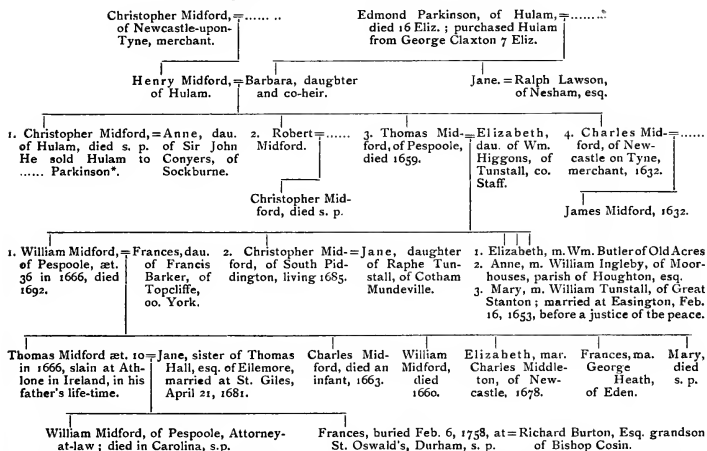 Christopher Midford,=...... ..
of Newcastle-upon-
Tyne, merchant.
Edmond Parkinson, of Hulam,=........
died 16 Eliz. ; purchased Hulam
from George Claxton 7 Eliz.
Henry Midford,=Barbara, daughter
of Hulam. and co-heir.
Jane.=Ralph Lawson,
of Nesham, esq.
1. Christopher Midford,=Anne, dau.
of Hulam, died s. p. of Sir John
He sold Hulam to Conyers, of
...... Parkinson*. Sockburne.
2. Robert=......
Midford.
Christopher Mid-
ford, died s. p.
3. Thomas Mid-=Elizabeth,
ford, of Pespoole, dau. of Wm.
died 1659. Higgons, of
Tunstall, co.
Staff.
4. Charles Mid-=......
ford, of New-
castle on Tyne,
merchant, 1632.
James Midford, 1632.
1. William Midford,=Frances, dau.
of Pespoole, æt. of Francis
36 in 1666, died Barker, of
1692. Topcliffe,
co. York.
2. Christopher Mid-=Jane, daughter
ford, of South Pid- of Raphe Tun-
dington, living 1685. stall, of Cotham
Mundeville.
1. Elizabeth, m. Wm. Butler of Old Acres
2. Anne, m. William Ingleby, of Moor-
houses, parish of Houghton, esq.
3. Mary, m. William Tunstall, of Great
Stanton ; married at Easington, Feb.
16, 1653, before a justice of the peace.
Thomas Midford æt. 10=Jane, sister of Thomas
in 1666, slain at Ath- Hall, esq. of Ellemore,
lone in Ireland, in his married at St. Giles,
father's life-time. April 21, 1681.
Charles Mid-
ford, died an
infant, 1663.
William
Midford,
died
1660.
Elizabeth, mar.
Charles Middle-
ton, of New-
castle, 1678.
Frances, ma.
George
Heath,
of Eden.
Mary,
died
s. p.
William Midford, of Pespoole, Attorney-
at-law ; died in Carolina, s.p.
Frances, buried Feb. 6, 1758, at=Richard Burton, Esq. grandson
St. Oswald's, Durham, s. p. of Bishop Cosin.